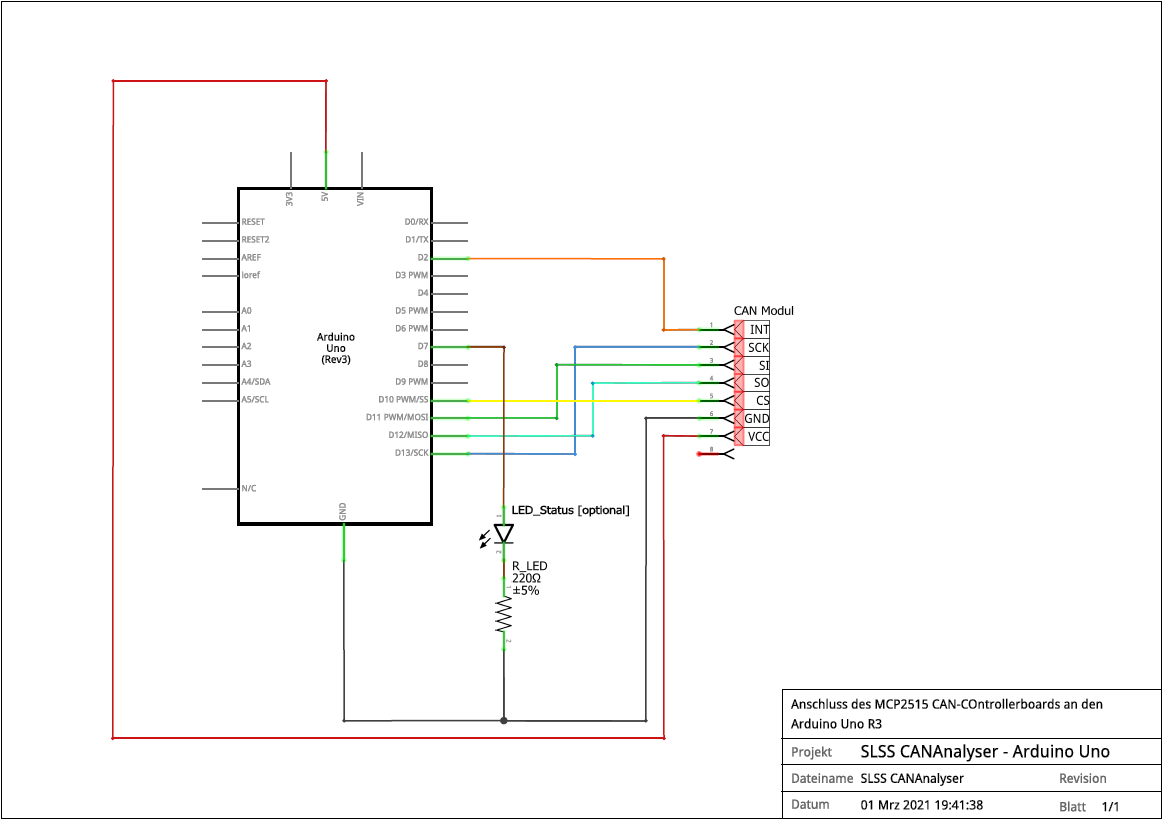 3V3
5V
VIN
RESET
RESET2
AREF
Ioref
A0
A1
A2
A3
A4/SDA
A5/SCL
N/C
GND
Arduino
Uno
(Rev3)
D0/RX
D1/TX
D2
D3 PWM
D4
D5 PWM
D6 PWM
D7
D8
D9 PWM
D10 PWM/SS
D11 PWM/MOSI
D12/MISO
D13/SCK
CAN Modul
1 INT
2 SCK
3 SI
4 SO
5 CS
6 GND
7 VCC
8
1
LED_Status [optional]
2
R_LED
220Ω
±5%
1
2
Anschluss des MCP2515 CAN-COntrollerboards an den
Arduino Uno R3
Projekt SLSS CANAnalyser - Arduino Uno
Dateiname SLSS CANAnalyser Revision
Datum 01 Mrz 2021 19:41:38 Blatt 1/1